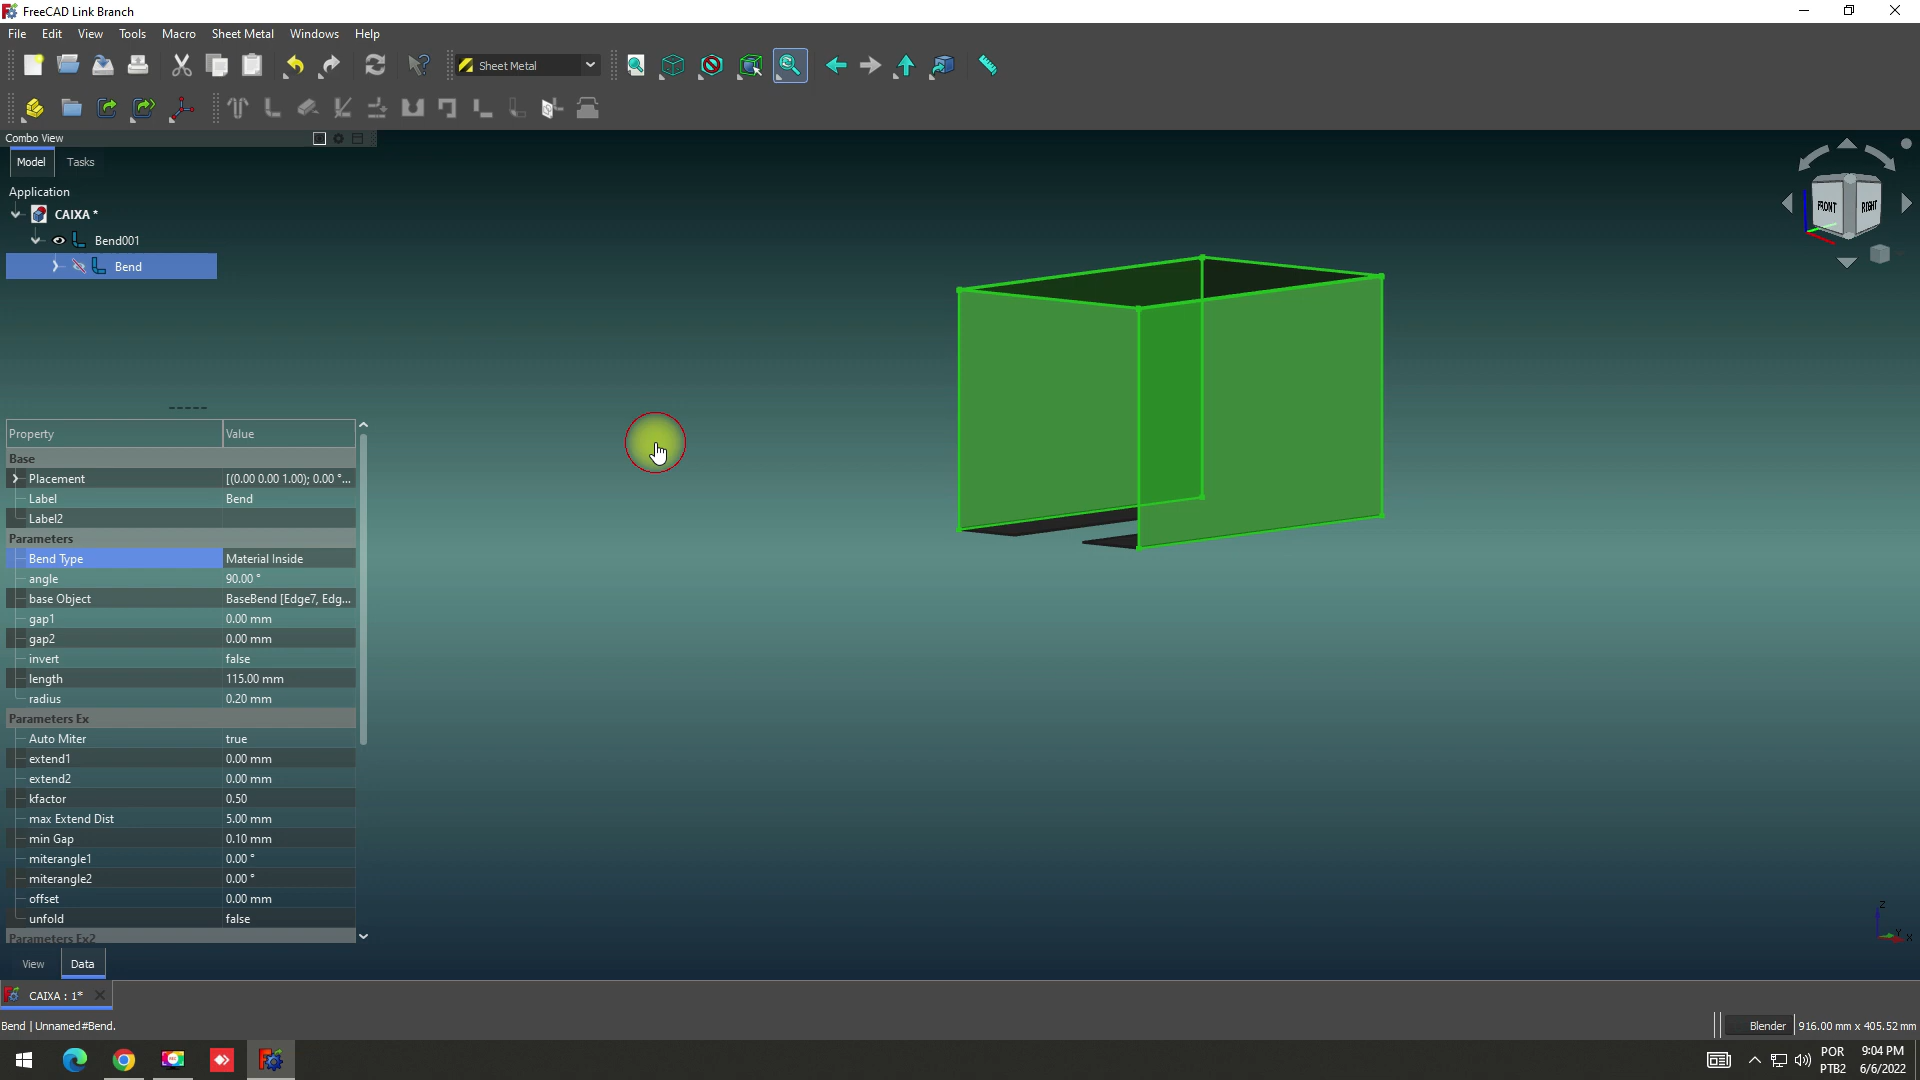 FreeCAD Link Branch
File Edit View Tools Macro Sheet Metal Windows Help
Sheet Metal
Combo View
Model Tasks
Application
CAIXA *
Bend001
Bend
FRONT RIGHT
Property Value
Base
Placement [(0.00 0.00 1.00); 0.00 °...
Label Bend
Label2
Parameters
Bend Type Material Inside
angle 90.00 °
base Object BaseBend [Edge7, Edg...
gap1 0.00 mm
gap2 0.00 mm
invert false
length 115.00 mm
radius 0.20 mm
Parameters Ex
Auto Miter true
extend1 0.00 mm
extend2 0.00 mm
kfactor 0.50
max Extend Dist 5.00 mm
min Gap 0.10 mm
miterangle1 0.00 °
miterangle2 0.00 °
offset 0.00 mm
unfold false
Parameters Ex2
Z
Y
X
View Data
CAIXA : 1*
Bend | Unnamed#Bend.
Blender 916.00 mm x 405.52 mm
POR 9:04 PM
PTB2 6/6/2022